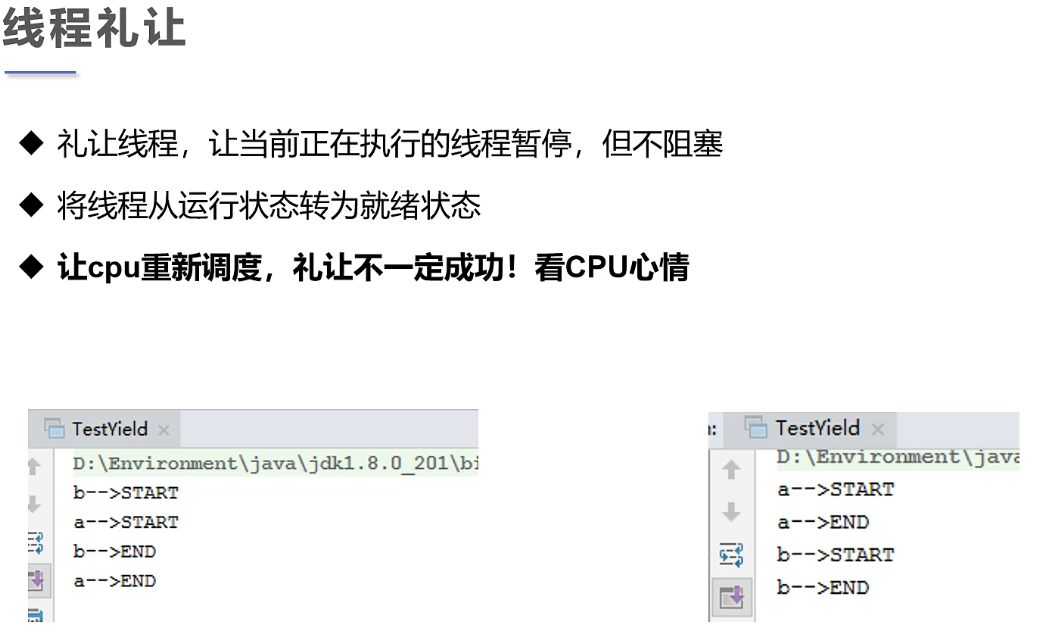 线程礼让
◆ 礼让线程，让当前正在执行的线程暂停，但不阻塞
◆ 将线程从运行状态转为就绪状态
◆ 让cpu重新调度，礼让不一定成功！看CPU心情
TestYield ×
D:\Environment\java\jdk1.8.0_201\bi
b-->START
a-->START
b-->END
a-->END
TestYield ×
D:\Environment\java
a-->START
a-->END
b-->START
b-->END